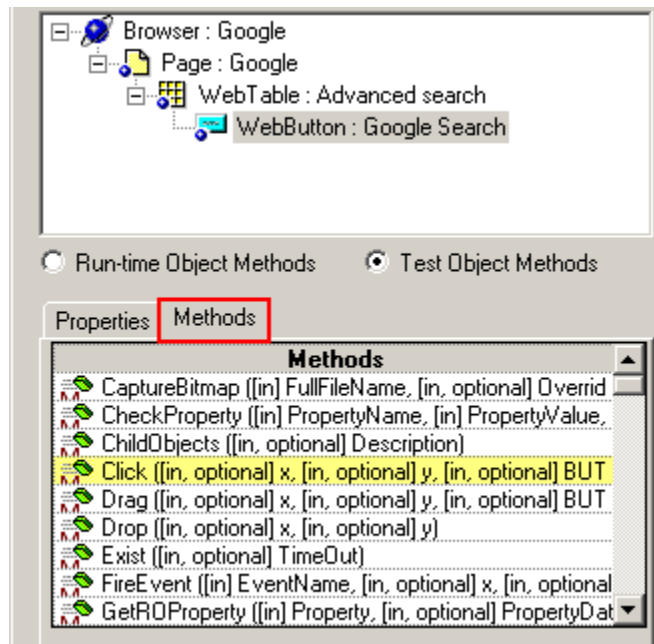 Browser : Google
Page : Google
WebTable : Advanced search
WebButton : Google Search
Run-time Object Methods Test Object Methods
Properties Methods
Methods
CaptureBitmap ([in] FullFileName, [in, optional] Overrid
CheckProperty ([in] PropertyName, [in] PropertyValue,
ChildObjects ([in, optional] Description)
Click ([in, optional] x, [in, optional] y, [in, optional] BUT
Drag ([in, optional] x, [in, optional] y, [in, optional] BUT
Drop ([in, optional] x, [in, optional] y)
Exist ([in, optional] TimeOut)
FireEvent ([in] EventName, [in, optional] x, [in, optional
GetROProperty ([in] Property, [in, optional] PropertyDat